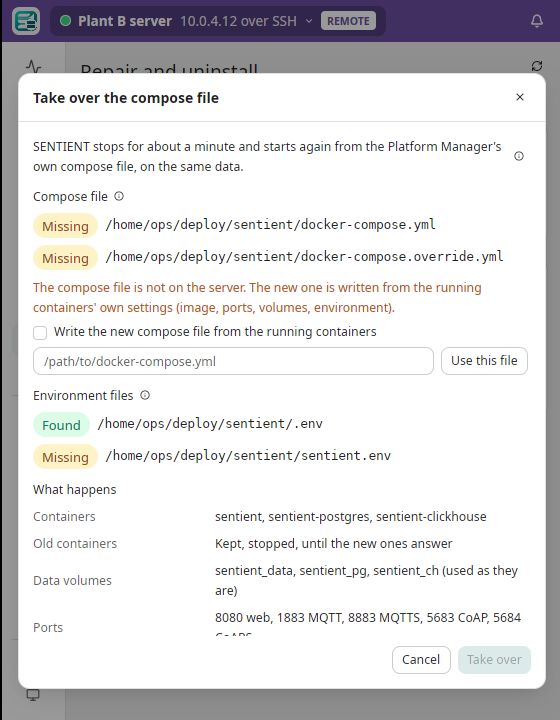 Plant B server 10.0.4.12 over SSH REMOTE
Repair and uninstall
Take over the compose file
SENTIENT stops for about a minute and starts again from the Platform Manager's
own compose file, on the same data.
Compose file
Missing /home/ops/deploy/sentient/docker-compose.yml
Missing /home/ops/deploy/sentient/docker-compose.override.yml
The compose file is not on the server. The new one is written from the running
containers' own settings (image, ports, volumes, environment).
Write the new compose file from the running containers
/path/to/docker-compose.yml Use this file
Environment files
Found /home/ops/deploy/sentient/.env
Missing /home/ops/deploy/sentient/sentient.env
What happens
Containers sentient, sentient-postgres, sentient-clickhouse
Old containers Kept, stopped, until the new ones answer
Data volumes sentient_data, sentient_pg, sentient_ch (used as they
are)
Ports 8080 web, 1883 MQTT, 8883 MQTTS, 5683 CoAP, 5684
CoAPS
Cancel Take over